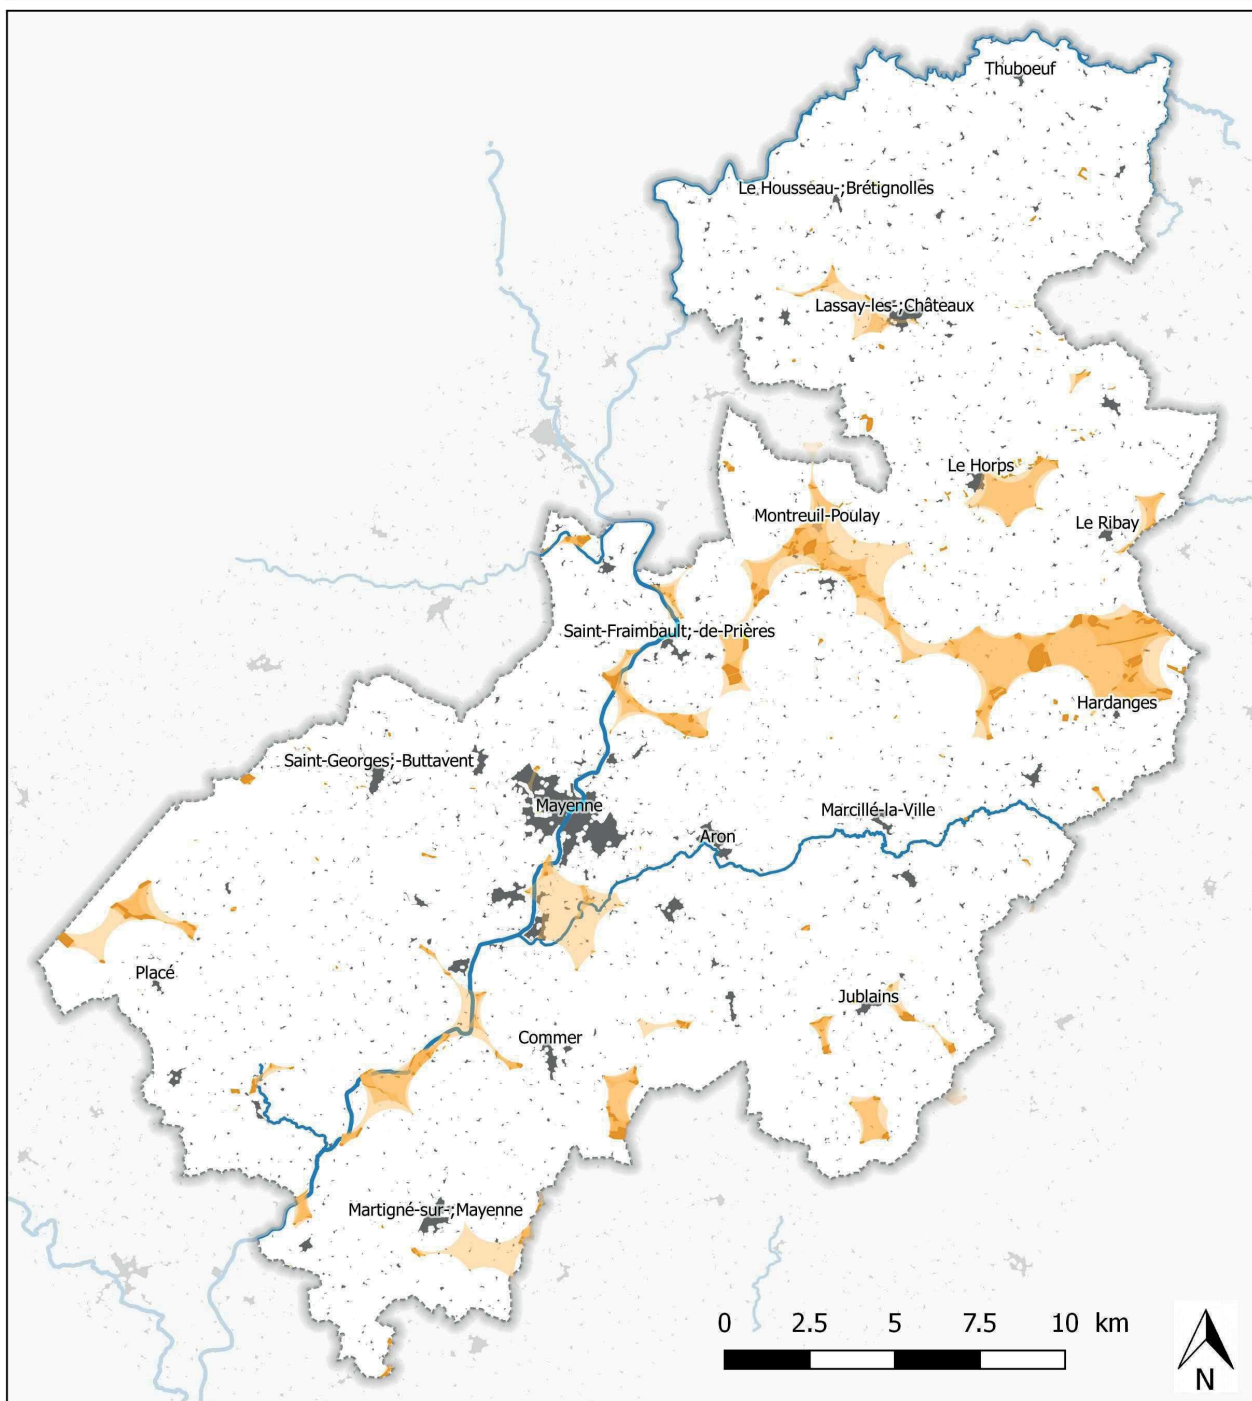 Thuboeuf
Le Housseau-;Brétignolles
Lassay-les-;Châteaux
Le Horps
Montreuil-Poulay
Le Ribay
Saint-Fraimbault;-de-Prières
Hardanges
Saint-Georges;-Buttavent
Mayenne
Marcillé-la-Ville
Aron
Placé
Jublains
Commer
Martigné-sur-;Mayenne
0 2.5 5 7.5 10 km
N